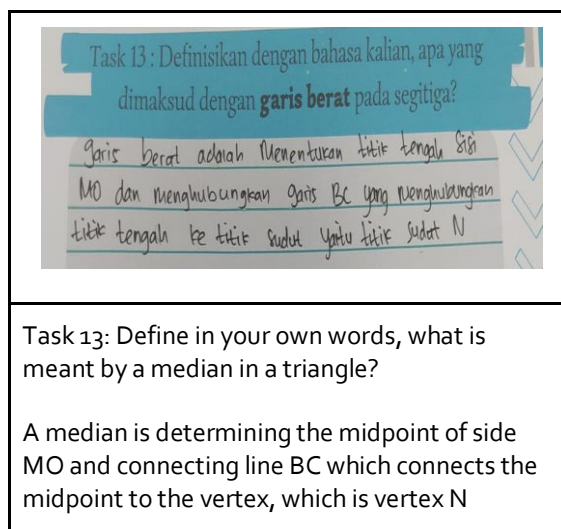 Task 13 : Definisikan dengan bahasa kalian, apa yang
dimaksud dengan garis berat pada segitiga?
garis berat adalah Menentukan titik tengah sisi
MO dan menghubungkan garis BC yang menghubungkan
titik tengah ke titik sudut yaitu titik sudut N
Task 13: Define in your own words, what is
meant by a median in a triangle?
A median is determining the midpoint of side
MO and connecting line BC which connects the
midpoint to the vertex, which is vertex N